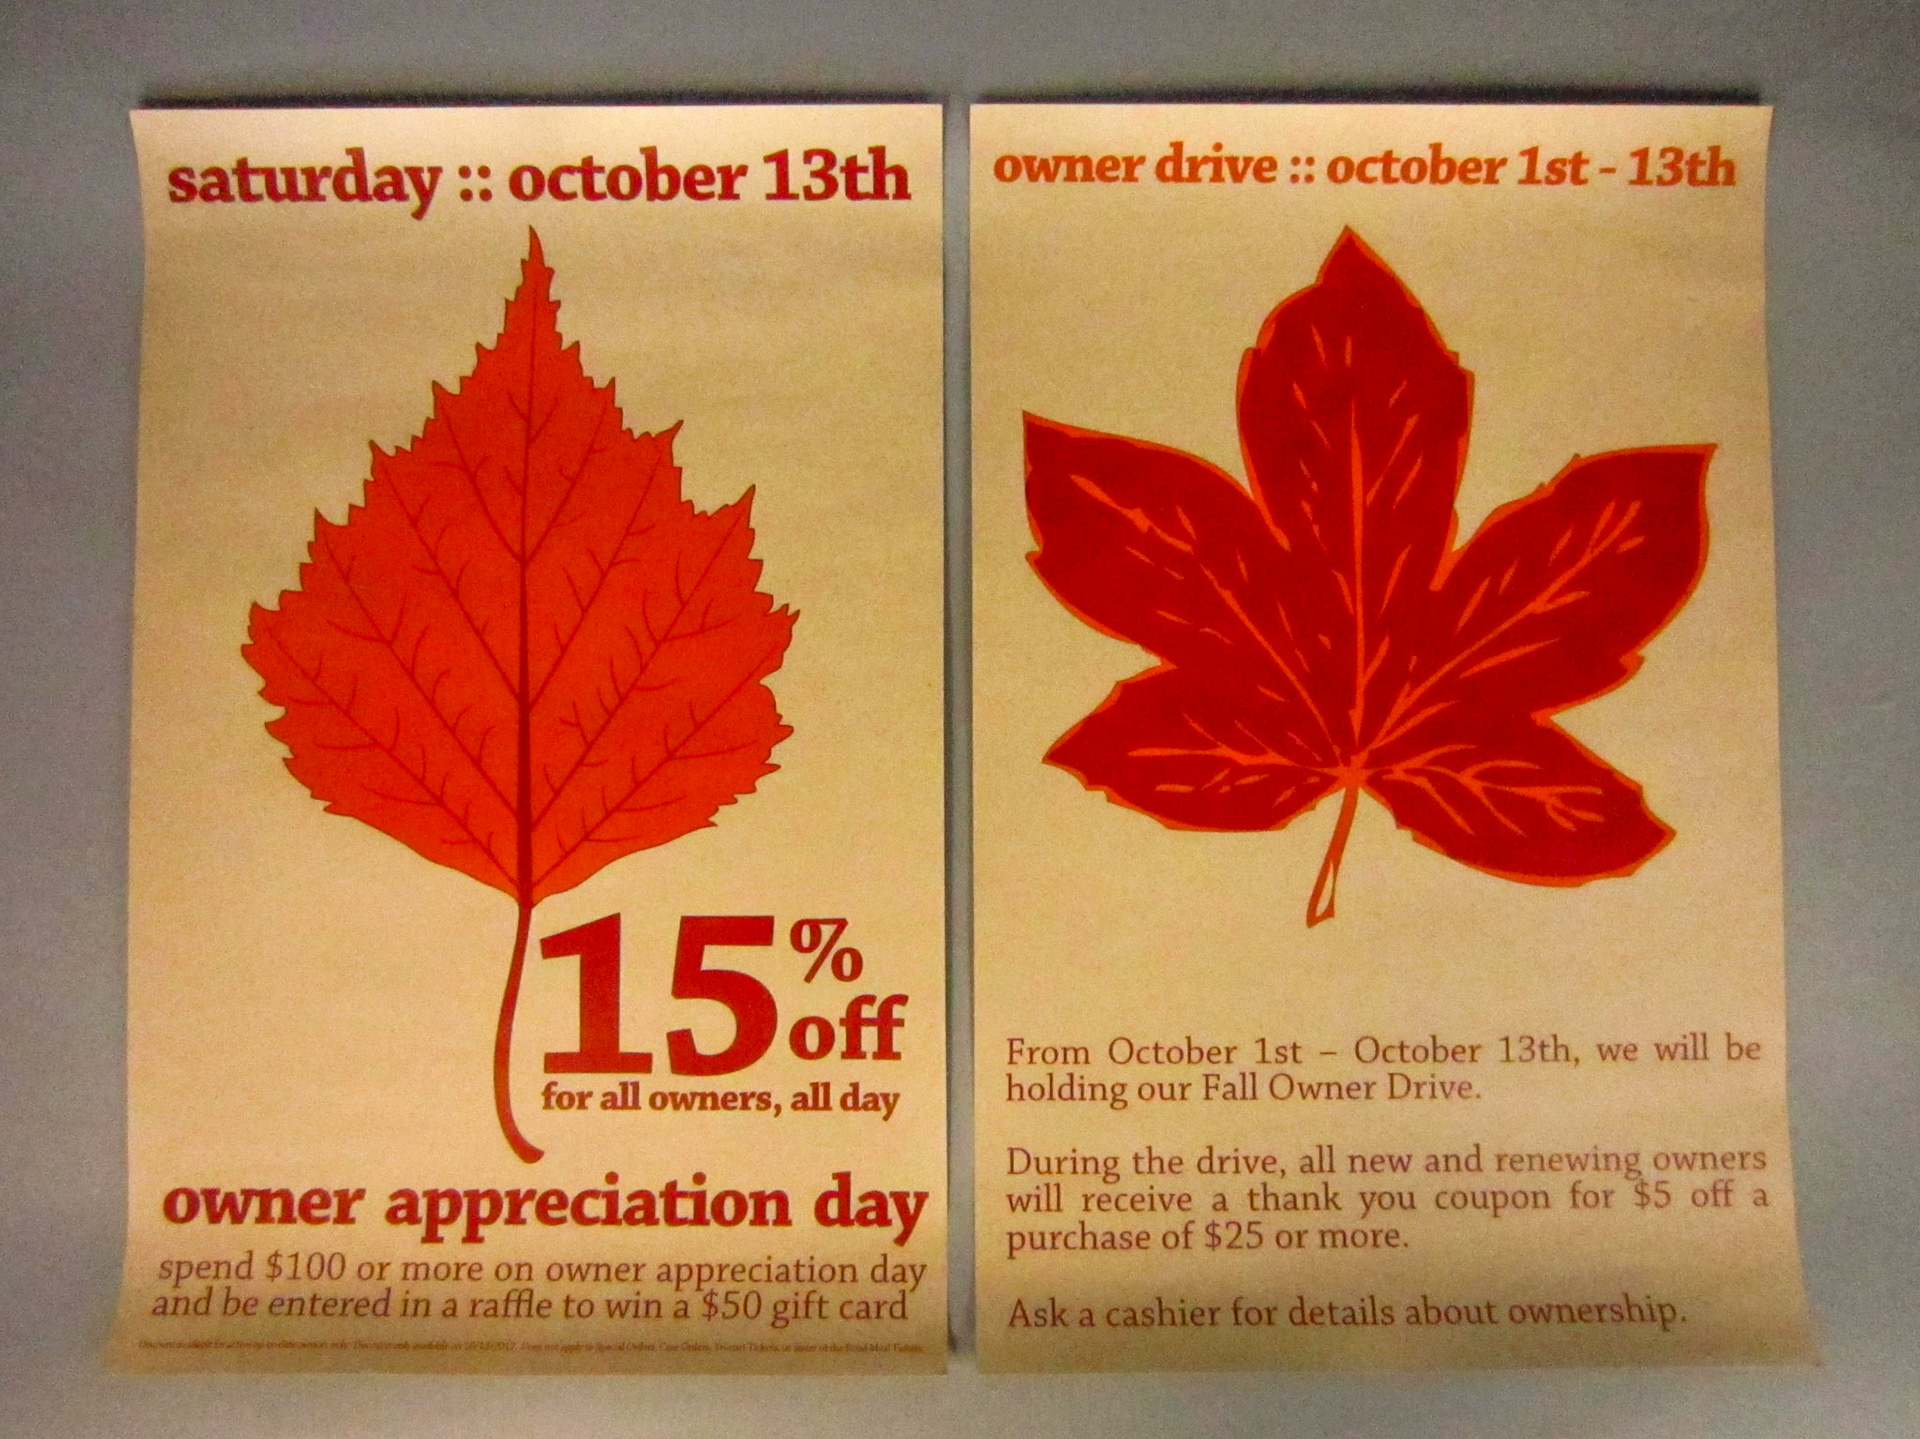 saturday :: october 13th
15% off
for all owners, all day
owner appreciation day
spend $100 or more on owner appreciation day
and be entered in a raffle to win a $50 gift card
owner drive :: october 1st - 13th
From October 1st – October 13th, we will be
holding our Fall Owner Drive.
During the drive, all new and renewing owners
will receive a thank you coupon for $5 off a
purchase of $25 or more.
Ask a cashier for details about ownership.